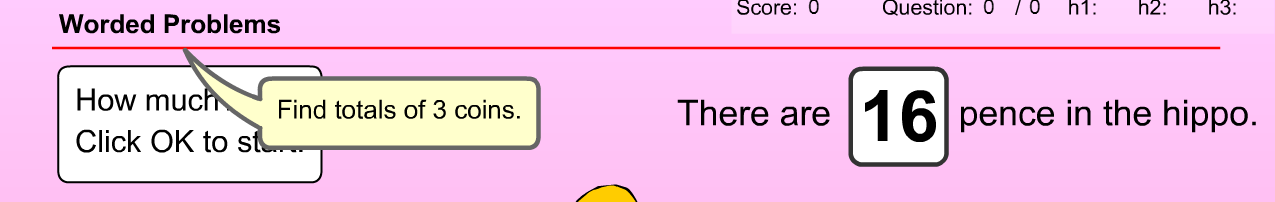 Score: 0 Question: 0 / 0 h1: h2: h3:
Worded Problems
How much
Find totals of 3 coins.
There are 16 pence in the hippo.
Click OK to start.